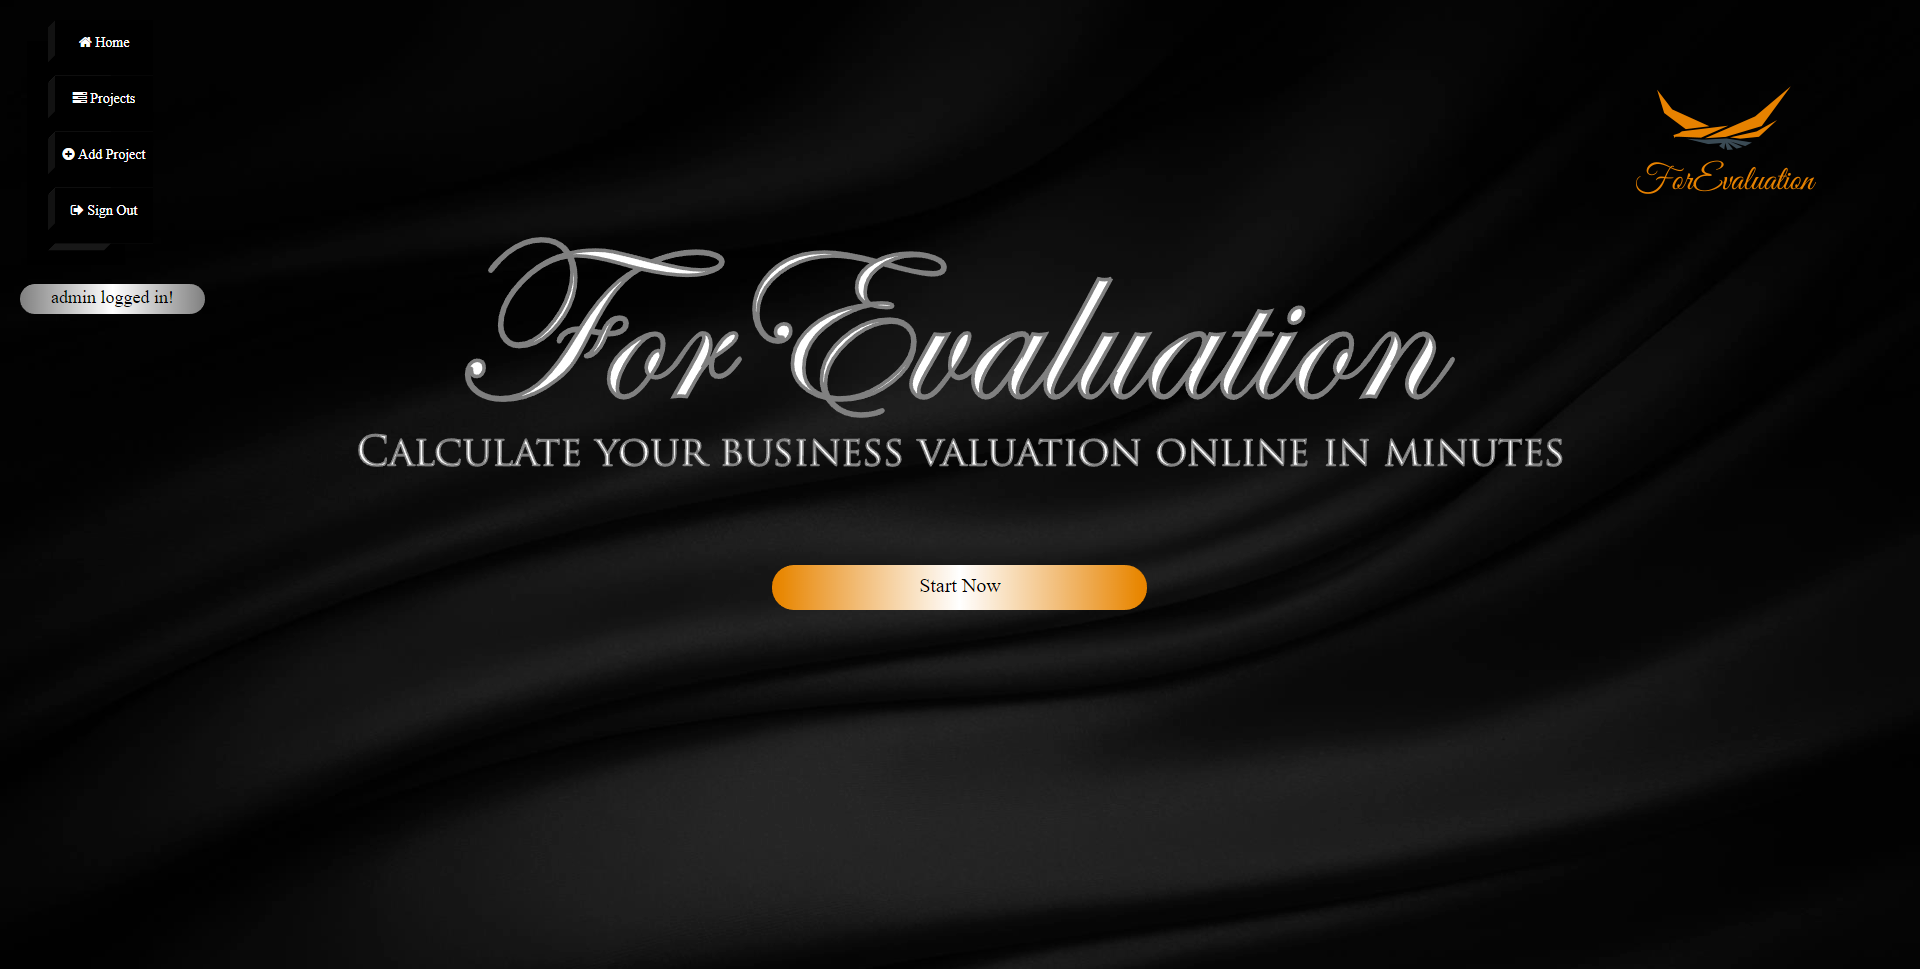 Home
Projects
Add Project
Sign Out
admin logged in!
ForEvaluation
For Evaluation
Calculate your business valuation online in minutes
Start Now